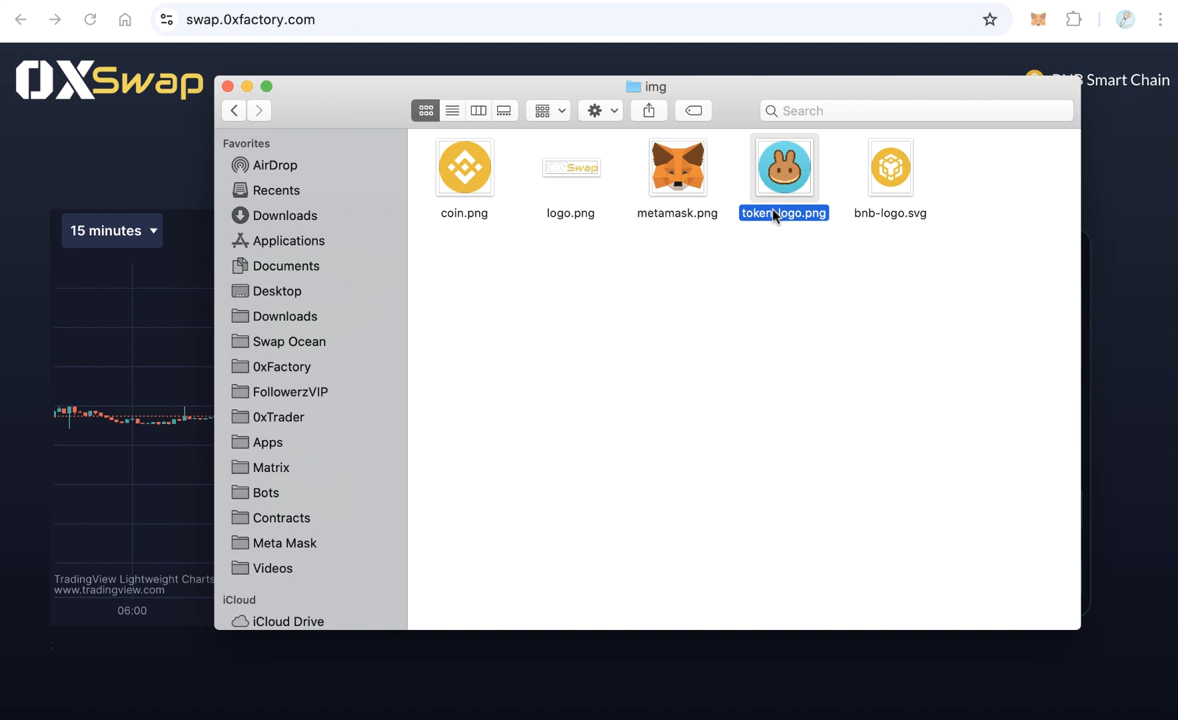 swap.0xfactory.com
0XSwap
Smart Chain
img
Search
Favorites
AirDrop
Recents
Downloads
Applications
Documents
Desktop
Downloads
Swap Ocean
0xFactory
FollowerzVIP
0xTrader
Apps
Matrix
Bots
Contracts
Meta Mask
Videos
iCloud
iCloud Drive
Swap
coin.png
logo.png
metamask.png
token-logo.png
bnb-logo.svg
15 minutes
TradingView Lightweight Charts
www.tradingview.com
06:00